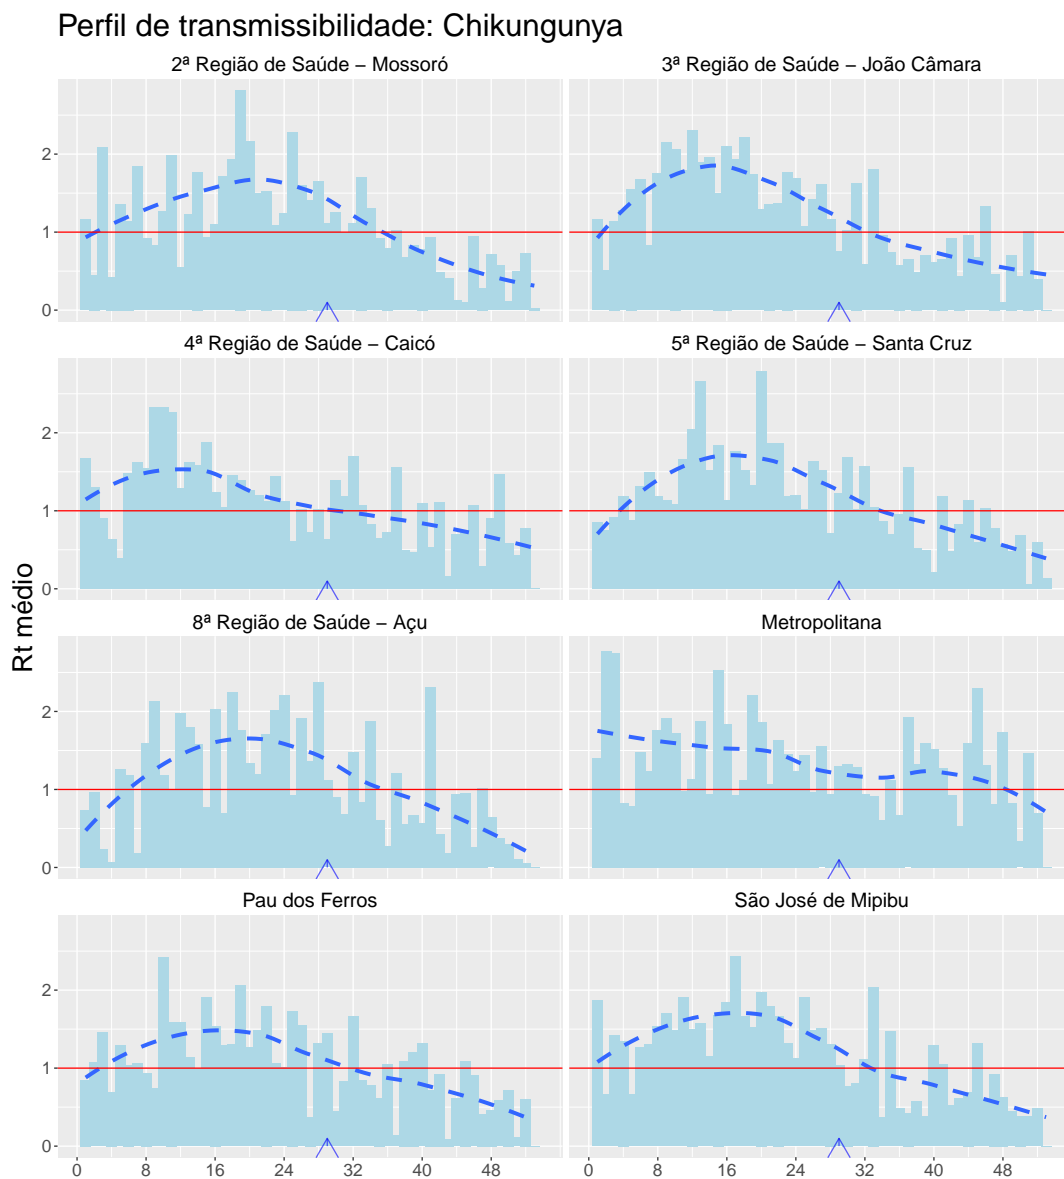 Perfil de transmissibilidade: Chikungunya
2ª Região de Saúde – Mossoró
3ª Região de Saúde – João Câmara
2
1
0
4ª Região de Saúde – Caicó
5ª Região de Saúde – Santa Cruz
2
1
0
Rt médio
8ª Região de Saúde – Açu
Metropolitana
2
1
0
Pau dos Ferros
São José de Mipibu
2
1
0
0 8 16 24 32 40 48
0 8 16 24 32 40 48